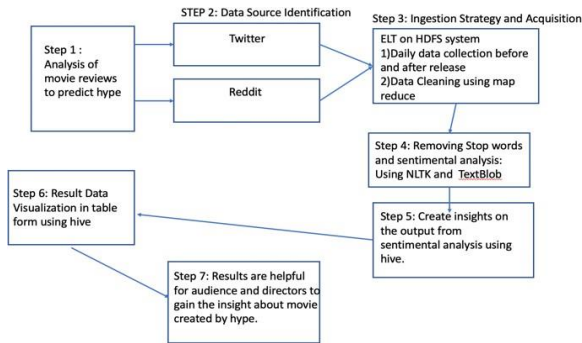 STEP 2: Data Source Identification
Step 3: Ingestion Strategy and Acquisition
Step 1 :
Analysis of
movie reviews
to predict hype
Twitter
Reddit
ELT on HDFS system
1)Daily data collection before
and after release
2)Data Cleaning using map
reduce
Step 4: Removing Stop words
and sentimental analysis:
Using NLTK and TextBlob
Step 5: Create insights on
the output from
sentimental analysis using
hive.
Step 6: Result Data
Visualization in table
form using hive
Step 7: Results are helpful
for audience and directors to
gain the insight about movie
created by hype.